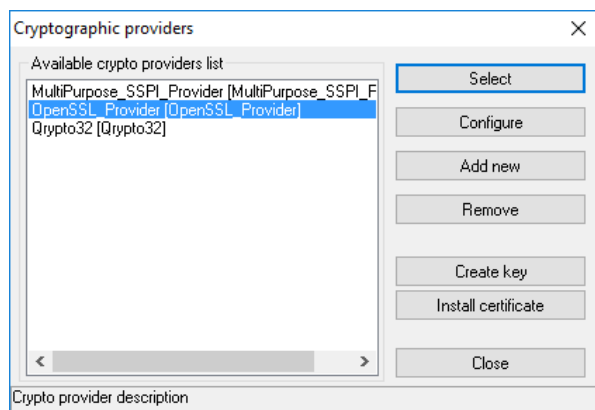 Cryptographic providers
Available crypto providers list
MultiPurpose_SSPI_Provider [MultiPurpose_SSPI_F
OpenSSL_Provider [OpenSSL_Provider]
Qrypto32 [Qrypto32]
Select
Configure
Add new
Remove
Create key
Install certificate
Close
Crypto provider description